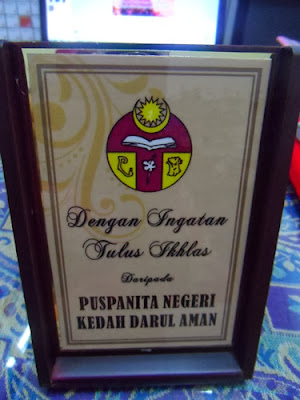 Dengan Ingatan
Tulus Ikhlas
Daripada
PUSPANITA NEGERI
KEDAH DARUL AMAN